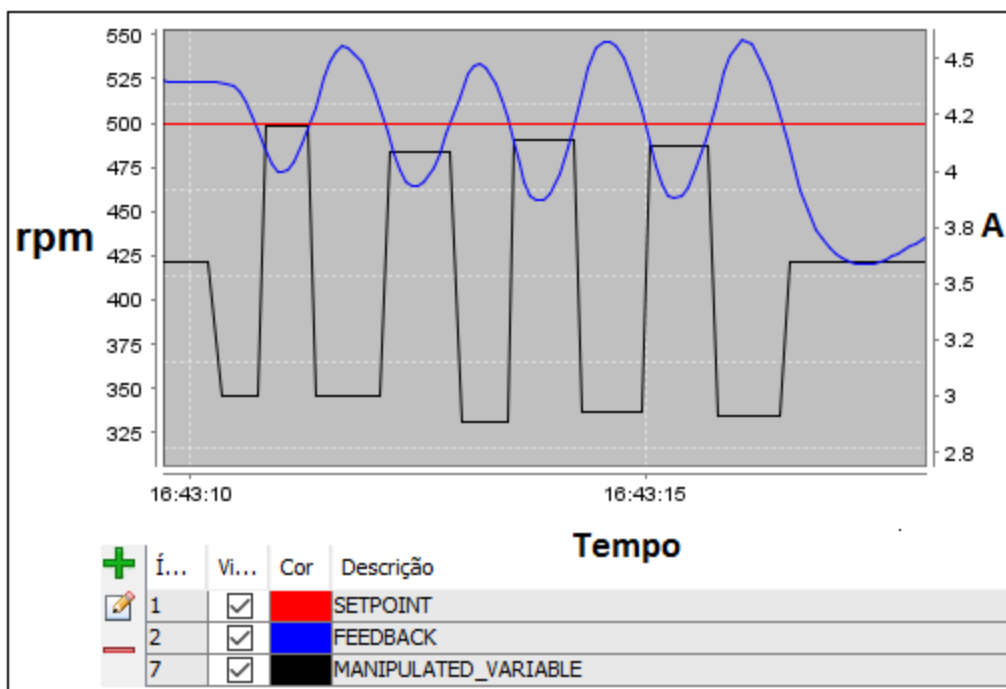 550
525
500
475
450
425
400
375
350
325
rpm
4.5
4.2
4
3.8
3.6
3.5
3.2
3
2.8
A
16:43:10 16:43:15
Tempo
Í... Vi... Cor Descrição
1 SETPOINT
2 FEEDBACK
7 MANIPULATED_VARIABLE